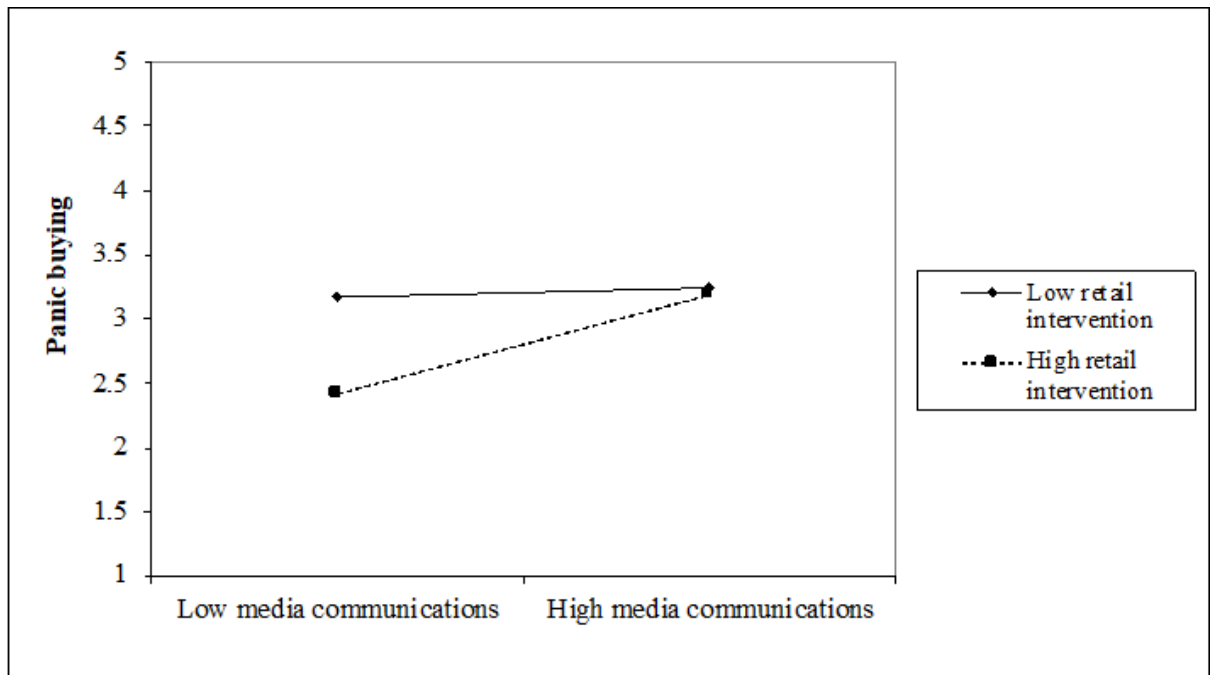 Panic buying
5
4.5
4
3.5
3
2.5
2
1.5
1
Low media communications
High media communications
Low retail
intervention
High retail
intervention